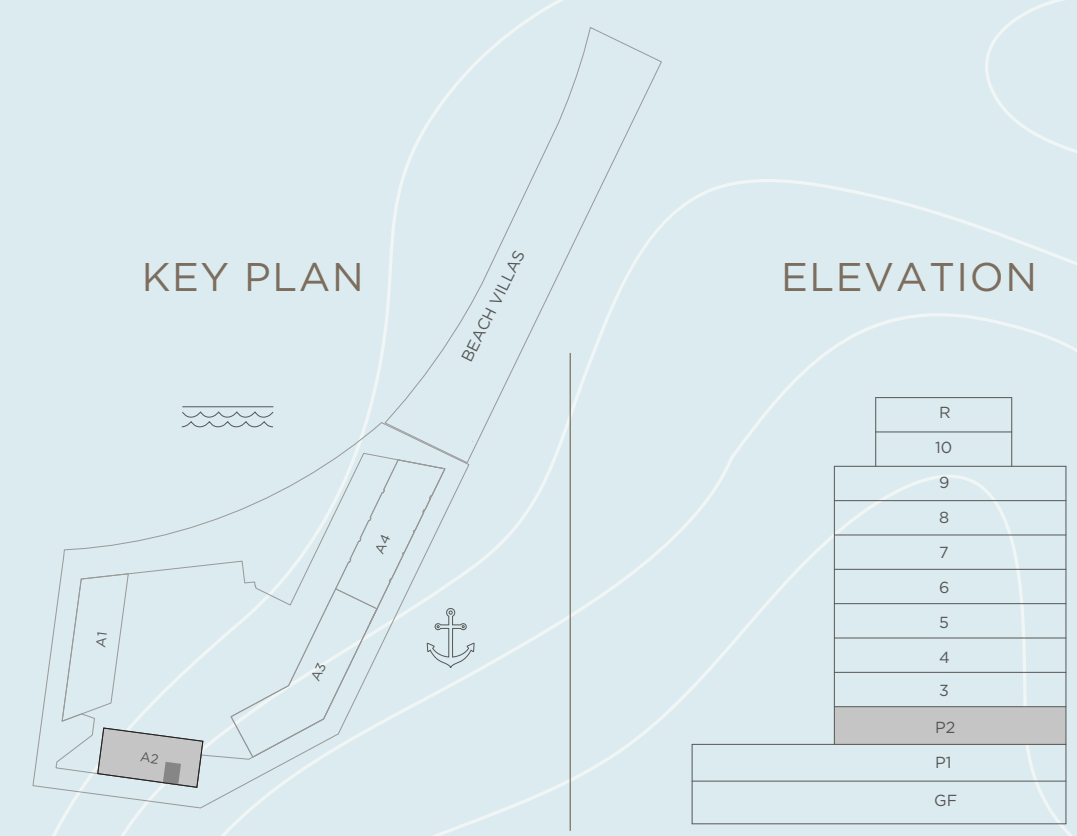 KEY PLAN
BEACH VILLAS
A4
A1
A3
A2
ELEVATION
R
10
9
8
7
6
5
4
3
P2
P1
GF